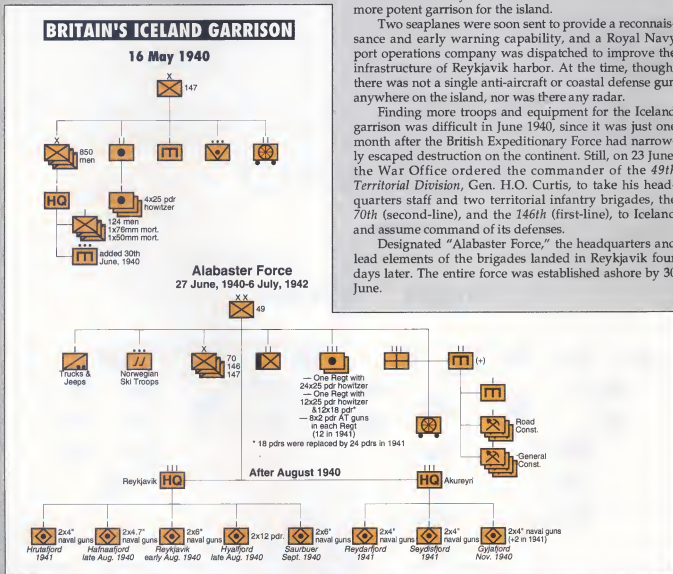 BRITAIN'S ICELAND GARRISON
16 May 1940
X
147
X
850
men
HQ
124 men
1x76mm mort.
1x50mm mort.
added 30th
June, 1940
4x25 pdr
howitzer
more potent garrison for the island.
Two seaplanes were soon sent to provide a reconnais-
sance and early warning capability, and a Royal Navy
port operations company was dispatched to improve the
infrastructure of Reykjavik harbor. At the time, though
there was not a single anti-aircraft or coastal defense gun
anywhere on the island, nor was there any radar.
Finding more troops and equipment for the Iceland
garrison was difficult in June 1940, since it was just one
month after the British Expeditionary Force had narrow-
ly escaped destruction on the continent. Still, on 23 June
the War Office ordered the commander of the 49th
Territorial Division, Gen. H.O. Curtis, to take his head-
quarters staff and two territorial infantry brigades, the
70th (second-line), and the 146th (first-line), to Iceland
and assume command of its defenses.
Designated "Alabaster Force," the headquarters and
lead elements of the brigades landed in Reykjavik four
days later. The entire force was established ashore by 30
June.
Alabaster Force
27 June, 1940-6 July, 1942
XX
49
Trucks &
Jeeps
Norwegian
Ski Troops
X
70
146
147
— One Regt with
24x25 pdr howitzer
— One Regt with
12x25 pdr howitzer
&12x18 pdr*
— 8x2 pdr AT guns
in each Regt
(12 in 1941)
* 18 pdrs were replaced by 24 pdrs in 1941
(+)
Road
Const.
General
Const.
After August 1940
Reykjavik HQ
HQ Akureyri
2x4"
naval guns
Hrutafjord
1941
2x4.7"
naval guns
Hafnaafjord
late Aug. 1940
2x6"
naval guns
Reykjavik
early Aug. 1940
2x12 pdr.
Hyalfjord
late Aug. 1940
2x6"
naval guns
Saurbuer
Sept. 1940
2x4"
naval guns
Reydarfjord
1941
2x4"
naval guns
Seydisfjord
1941
2x4" naval guns
(+2 in 1941)
Gyjafjord
Nov. 1940